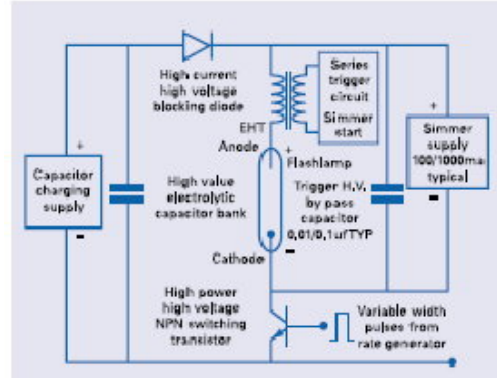 High current
high voltage
blocking diode
Series
trigger
circuit
Simmer
start
EHT
Anode
+
Flashlamp
+
Capacitor
charging
supply
-
High value
electrolytic
capacitor bank
Trigger H.V.
by pass
capacitor
0,01/0,1ufTYP
-
+
Simmer
supply
100/1000ma
typical
-
Cathode
High power
high voltage
NPN switching
transistor
Variable width
pulses from
rate generator